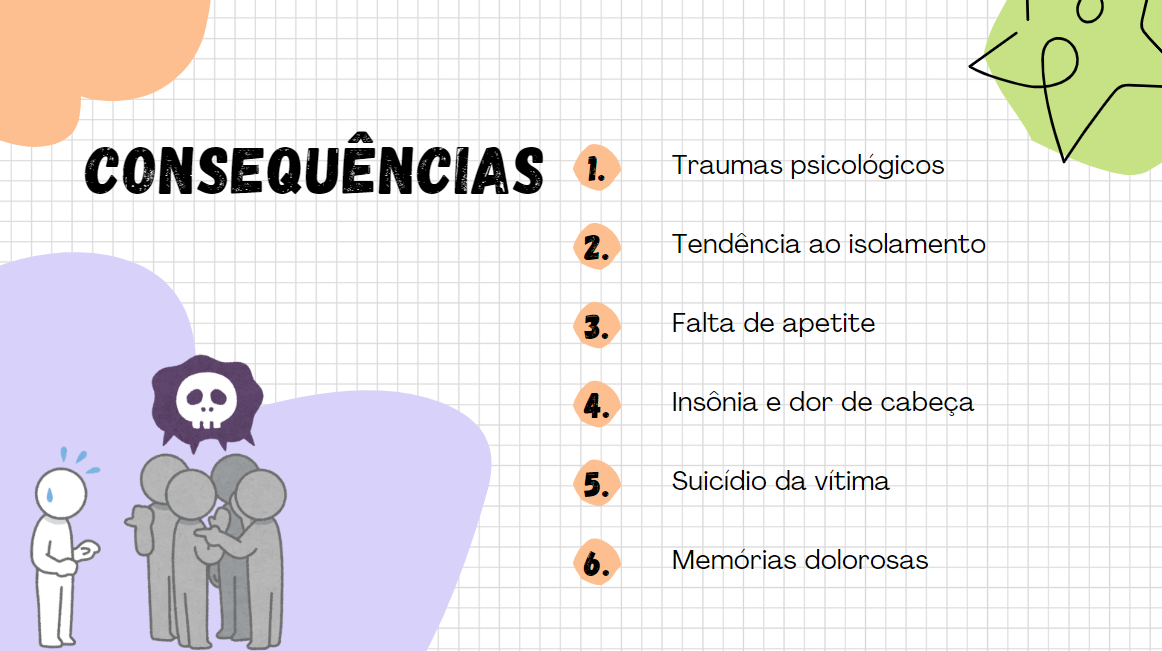 CONSEQUÊNCIAS
1. Traumas psicológicos
2. Tendência ao isolamento
3. Falta de apetite
4. Insônia e dor de cabeça
5. Suicídio da vítima
6. Memórias dolorosas